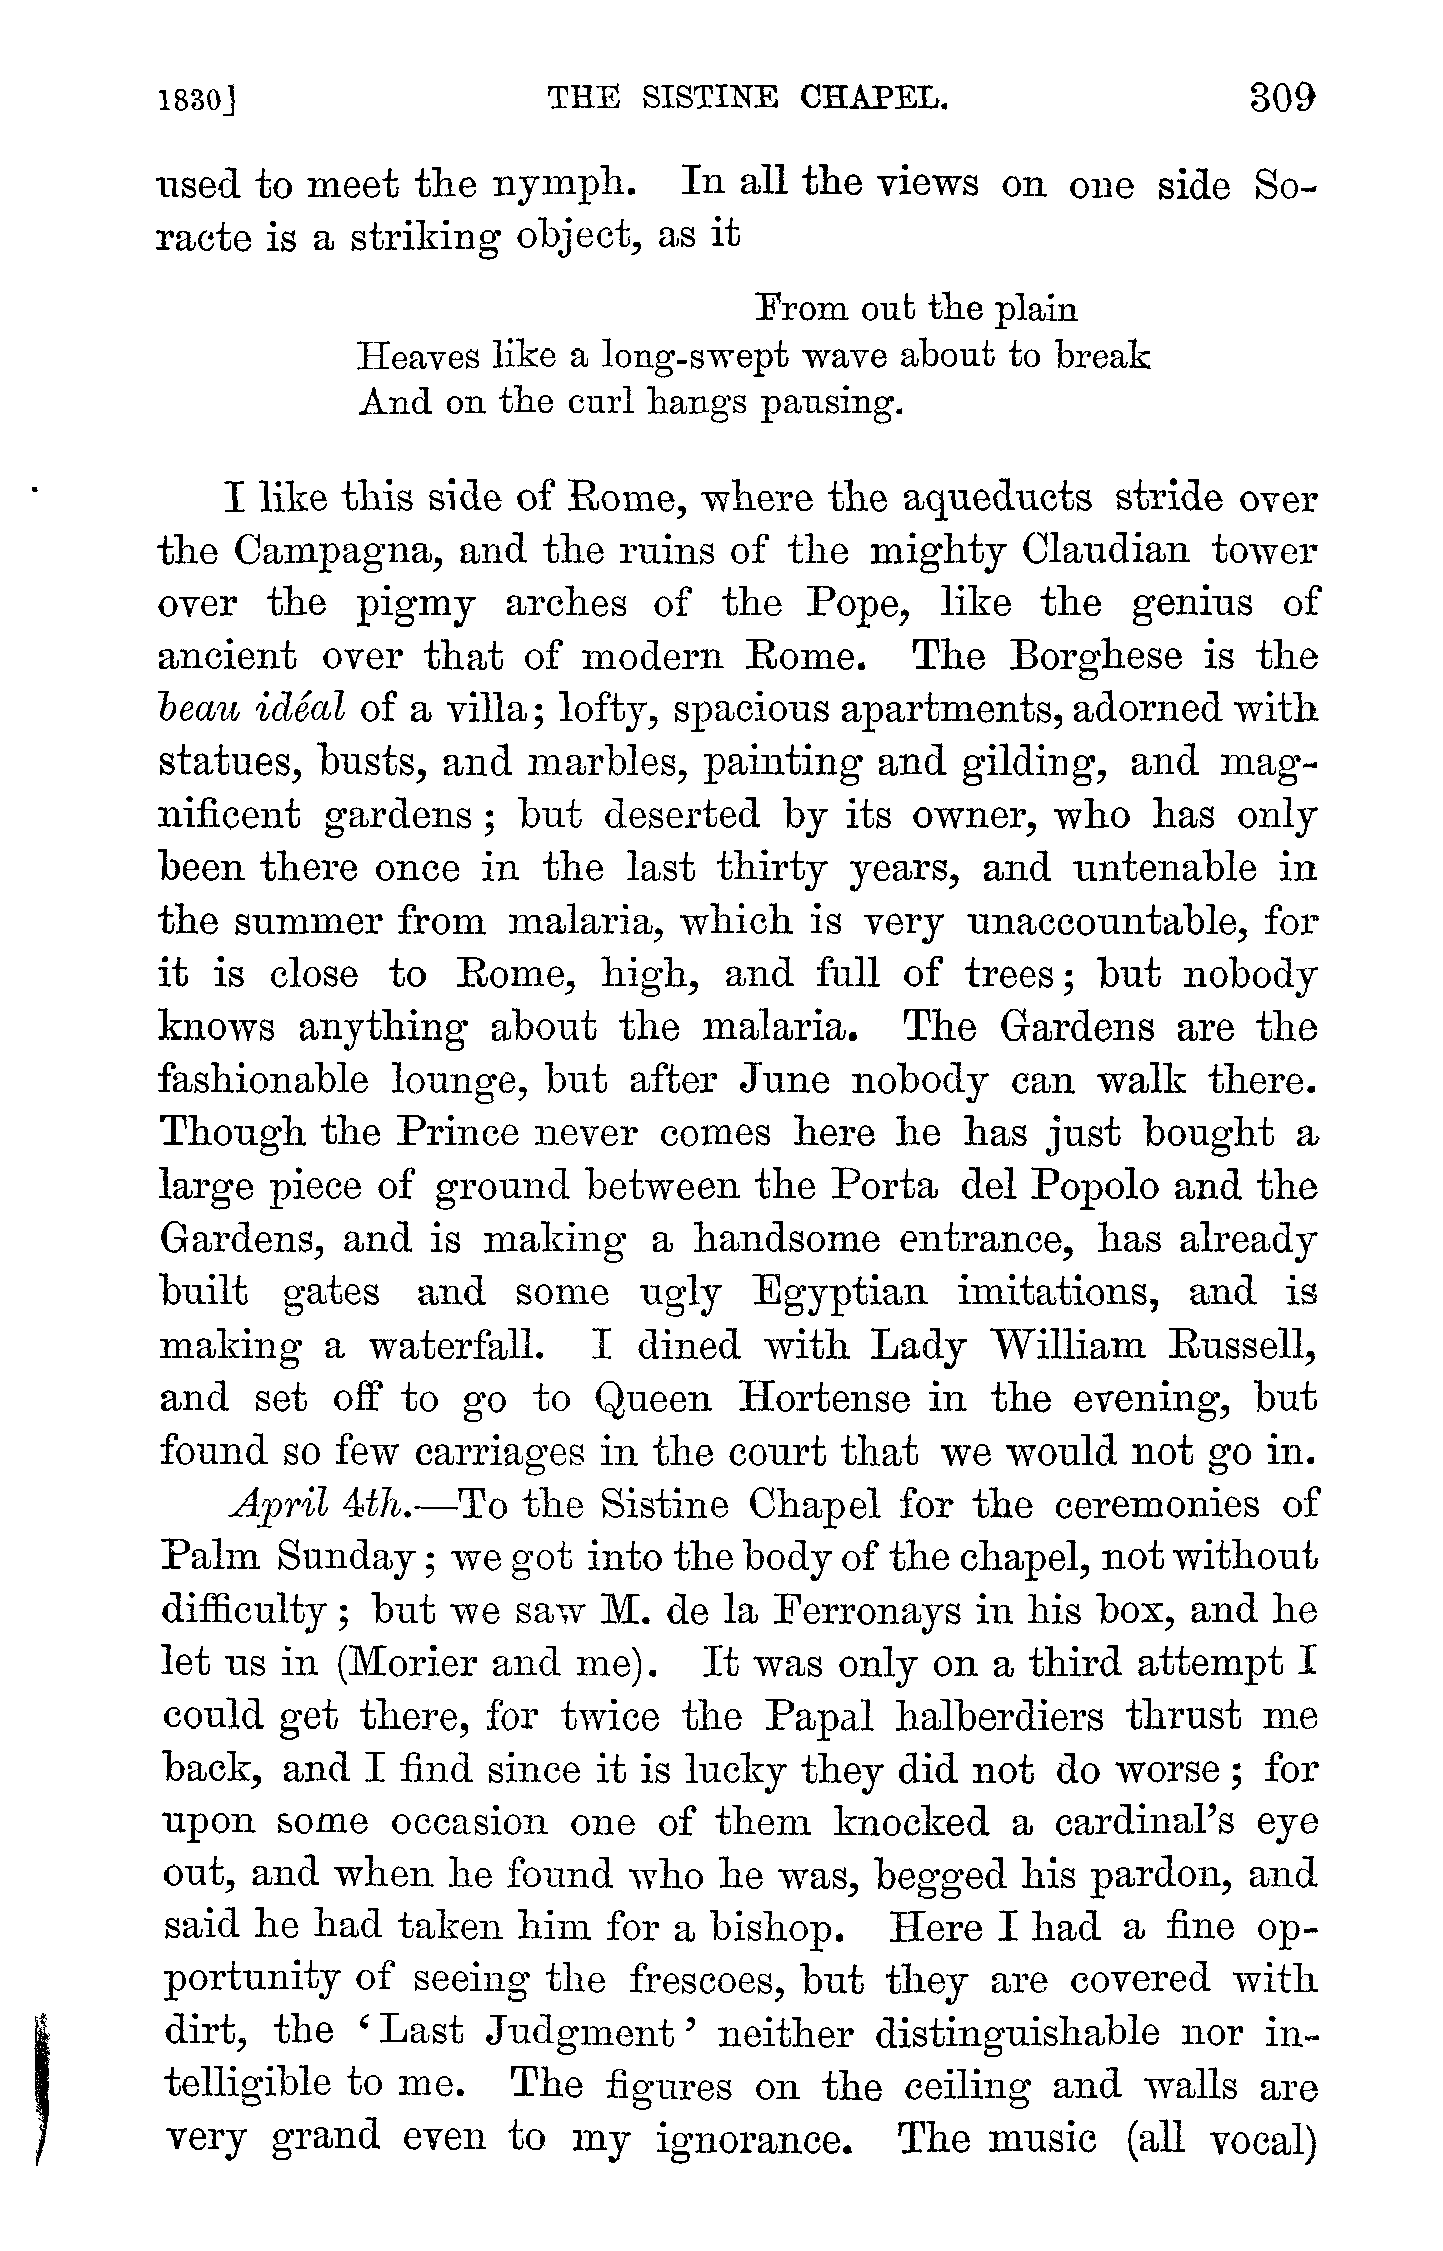 1830] THE SISTINE CHAPEL. 309
used to meet the nymph. In all the views on one side So-
racte is a striking object, as it
From out the plain
Heaves like a long-swept wave about to break
And on the curl hangs pausing.
I like this side of Rome, where the aqueducts stride over
the Campagna, and the ruins of the mighty Claudian tower
over the pigmy arches of the Pope, like the genius of
ancient over that of modern Rome. The Borghese is the
beau idéal of a villa; lofty, spacious apartments, adorned with
statues, busts, and marbles, painting and gilding, and mag-
nificent gardens; but deserted by its owner, who has only
been there once in the last thirty years, and untenable in
the summer from malaria, which is very unaccountable, for
it is close to Rome, high, and full of trees; but nobody
knows anything about the malaria. The Gardens are the
fashionable lounge, but after June nobody can walk there.
Though the Prince never comes here he has just bought a
large piece of ground between the Porta del Popolo and the
Gardens, and is making a handsome entrance, has already
built gates and some ugly Egyptian imitations, and is
making a waterfall. I dined with Lady William Russell,
and set off to go to Queen Hortense in the evening, but
found so few carriages in the court that we would not go in.
April 4th.—To the Sistine Chapel for the ceremonies of
Palm Sunday; we got into the body of the chapel, not without
difficulty; but we saw M. de la Ferronays in his box, and he
let us in (Morier and me). It was only on a third attempt I
could get there, for twice the Papal halberdiers thrust me
back, and I find since it is lucky they did not do worse; for
upon some occasion one of them knocked a cardinal's eye
out, and when he found who he was, begged his pardon, and
said he had taken him for a bishop. Here I had a fine op-
portunity of seeing the frescoes, but they are covered with
dirt, the 'Last Judgment' neither distinguishable nor in-
telligible to me. The figures on the ceiling and walls are
very grand even to my ignorance. The music (all vocal)